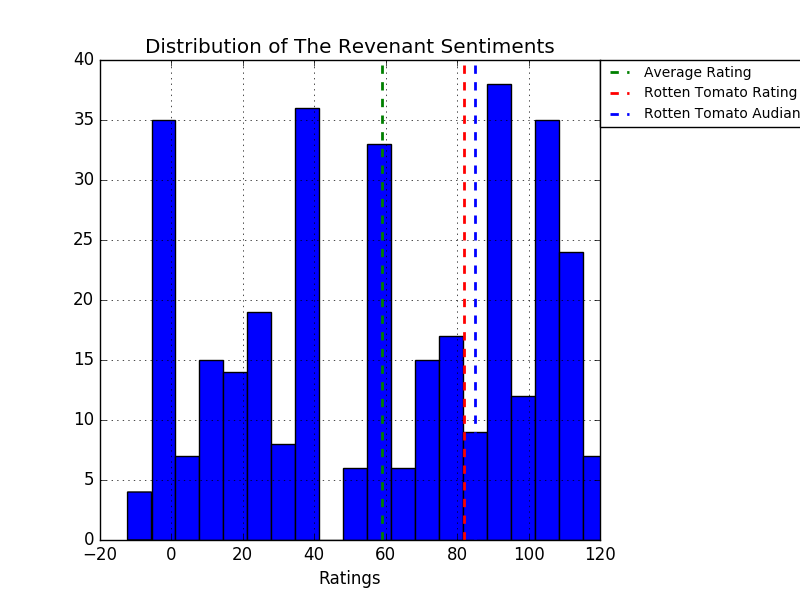 Distribution of The Revenant Sentiments
40
35
30
25
20
15
10
5
0
−20 0 20 40 60 80 100 120
Ratings
Average Rating
Rotten Tomato Rating
Rotten Tomato Audian